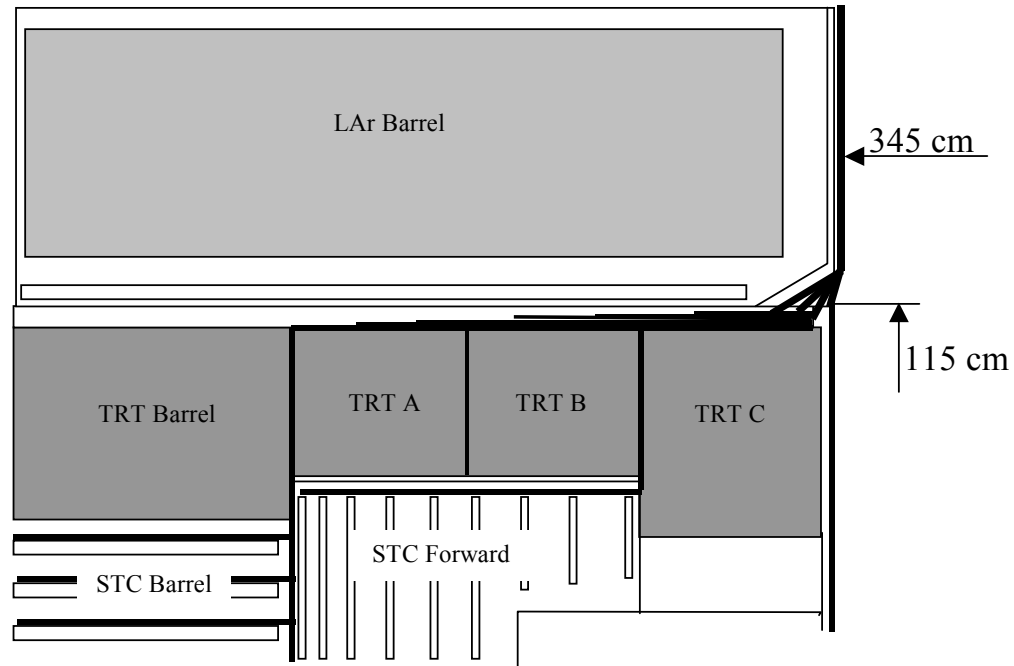 LAr Barrel
345 cm
115 cm
TRT Barrel
TRT A
TRT B
TRT C
STC Forward
STC Barrel